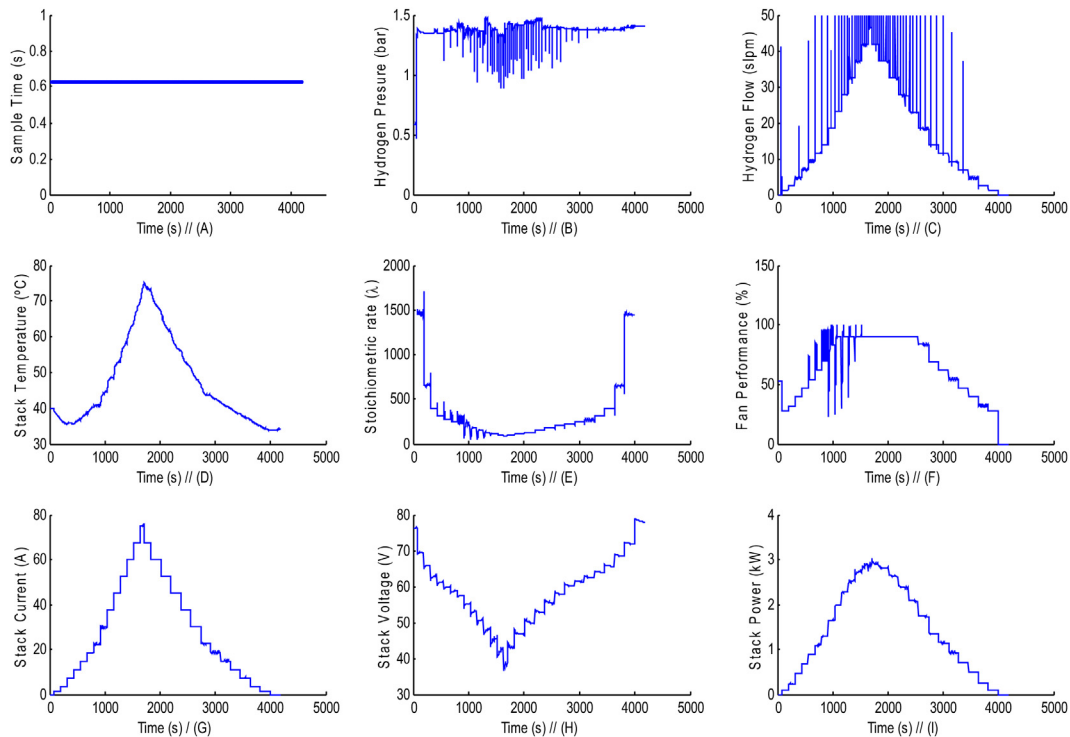 1
0.8
0.6
0.4
0.2
0
0 1000 2000 3000 4000
Sample Time (s)
Time (s) // (A)
1.5
1
0.5
0
0 1000 2000 3000 4000 5000
Hydrogen Presure (bar)
Time (s) // (B)
50
40
30
20
10
0
0 1000 2000 3000 4000 5000
Hydrogen Flow (slpm)
Time (s) // (C)
80
70
60
50
40
30
0 1000 2000 3000 4000 5000
Stack Temperature (ºC)
Time (s) // (D)
2000
1500
1000
500
0
0 1000 2000 3000 4000 5000
Stoichiometric rate (λ)
Time (s) // (E)
150
100
50
0
0 1000 2000 3000 4000 5000
Fan Performance (%)
Time (s) // (F)
80
60
40
20
0
0 1000 2000 3000 4000 5000
Stack Current (A)
Time (s) / (G)
80
70
60
50
40
30
0 1000 2000 3000 4000 5000
Stack Voltage (V)
Time (s) // (H)
4
3
2
1
0
0 1000 2000 3000 4000 5000
Stack Power (kW)
Time (s) // (I)